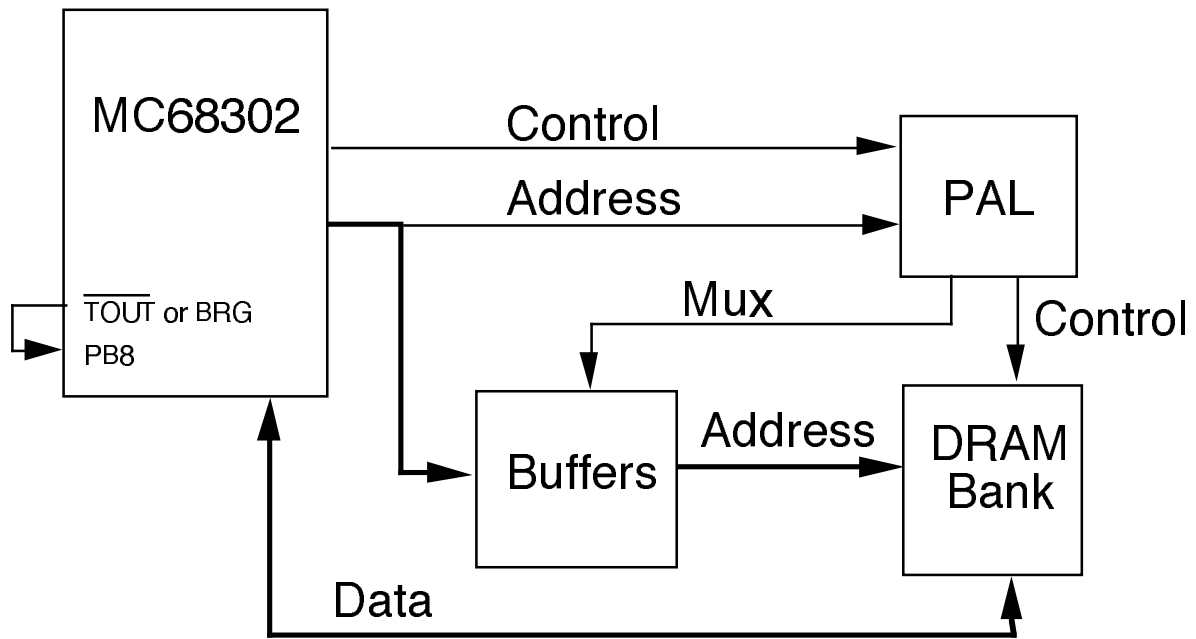 MC68302
Control
Address
PAL
TOUT or BRG
PB8
Mux
Control
Buffers
Address
DRAM
Bank
Data